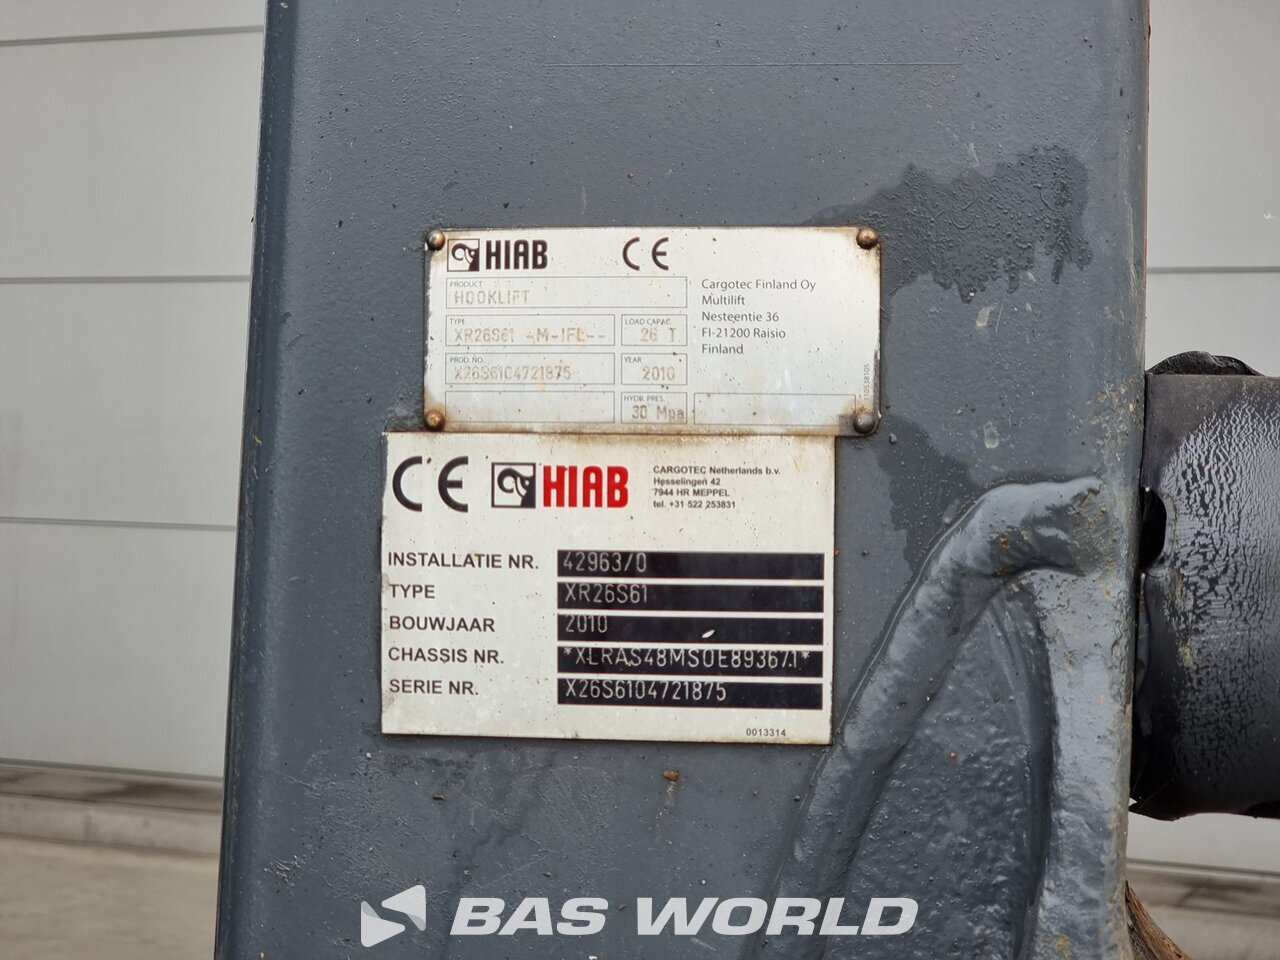 HIAB CE
PRODUCT
HOOKLIFT
TYPE
XR26S61 -M-IFL--
LOAD CAPAC.
26 T
PROD. NO.
X26S6104721875
YEAR
2010
HYDR. PRES.
30 Mpa
Cargotec Finland Oy
Multilift
Nesteentie 36
FI-21200 Raisio
Finland
CE HIAB
CARGOTEC Netherlands b.v.
Hesselingen 42
7944 HR MEPPEL
tel. +31 522 253831
INSTALLATIE NR. 42963/0
TYPE XR26S61
BOUWJAAR 2010
CHASSIS NR. *XLRAS48MS0E893671*
SERIE NR. X26S6104721875
0013314
BAS WORLD